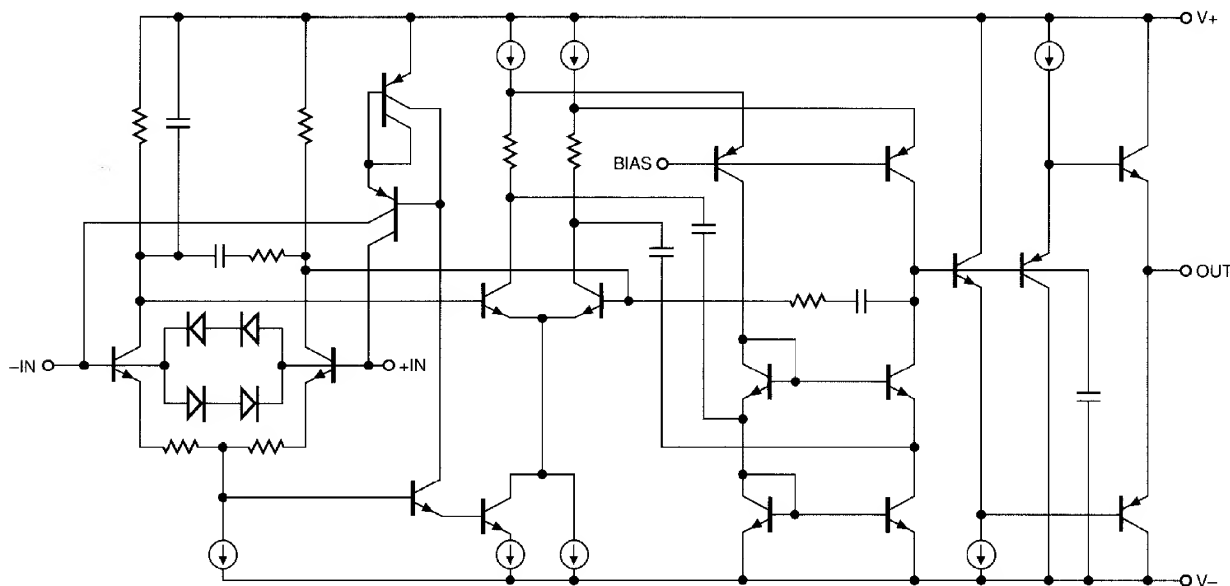 V+
BIAS
OUT
–IN
+IN
V–